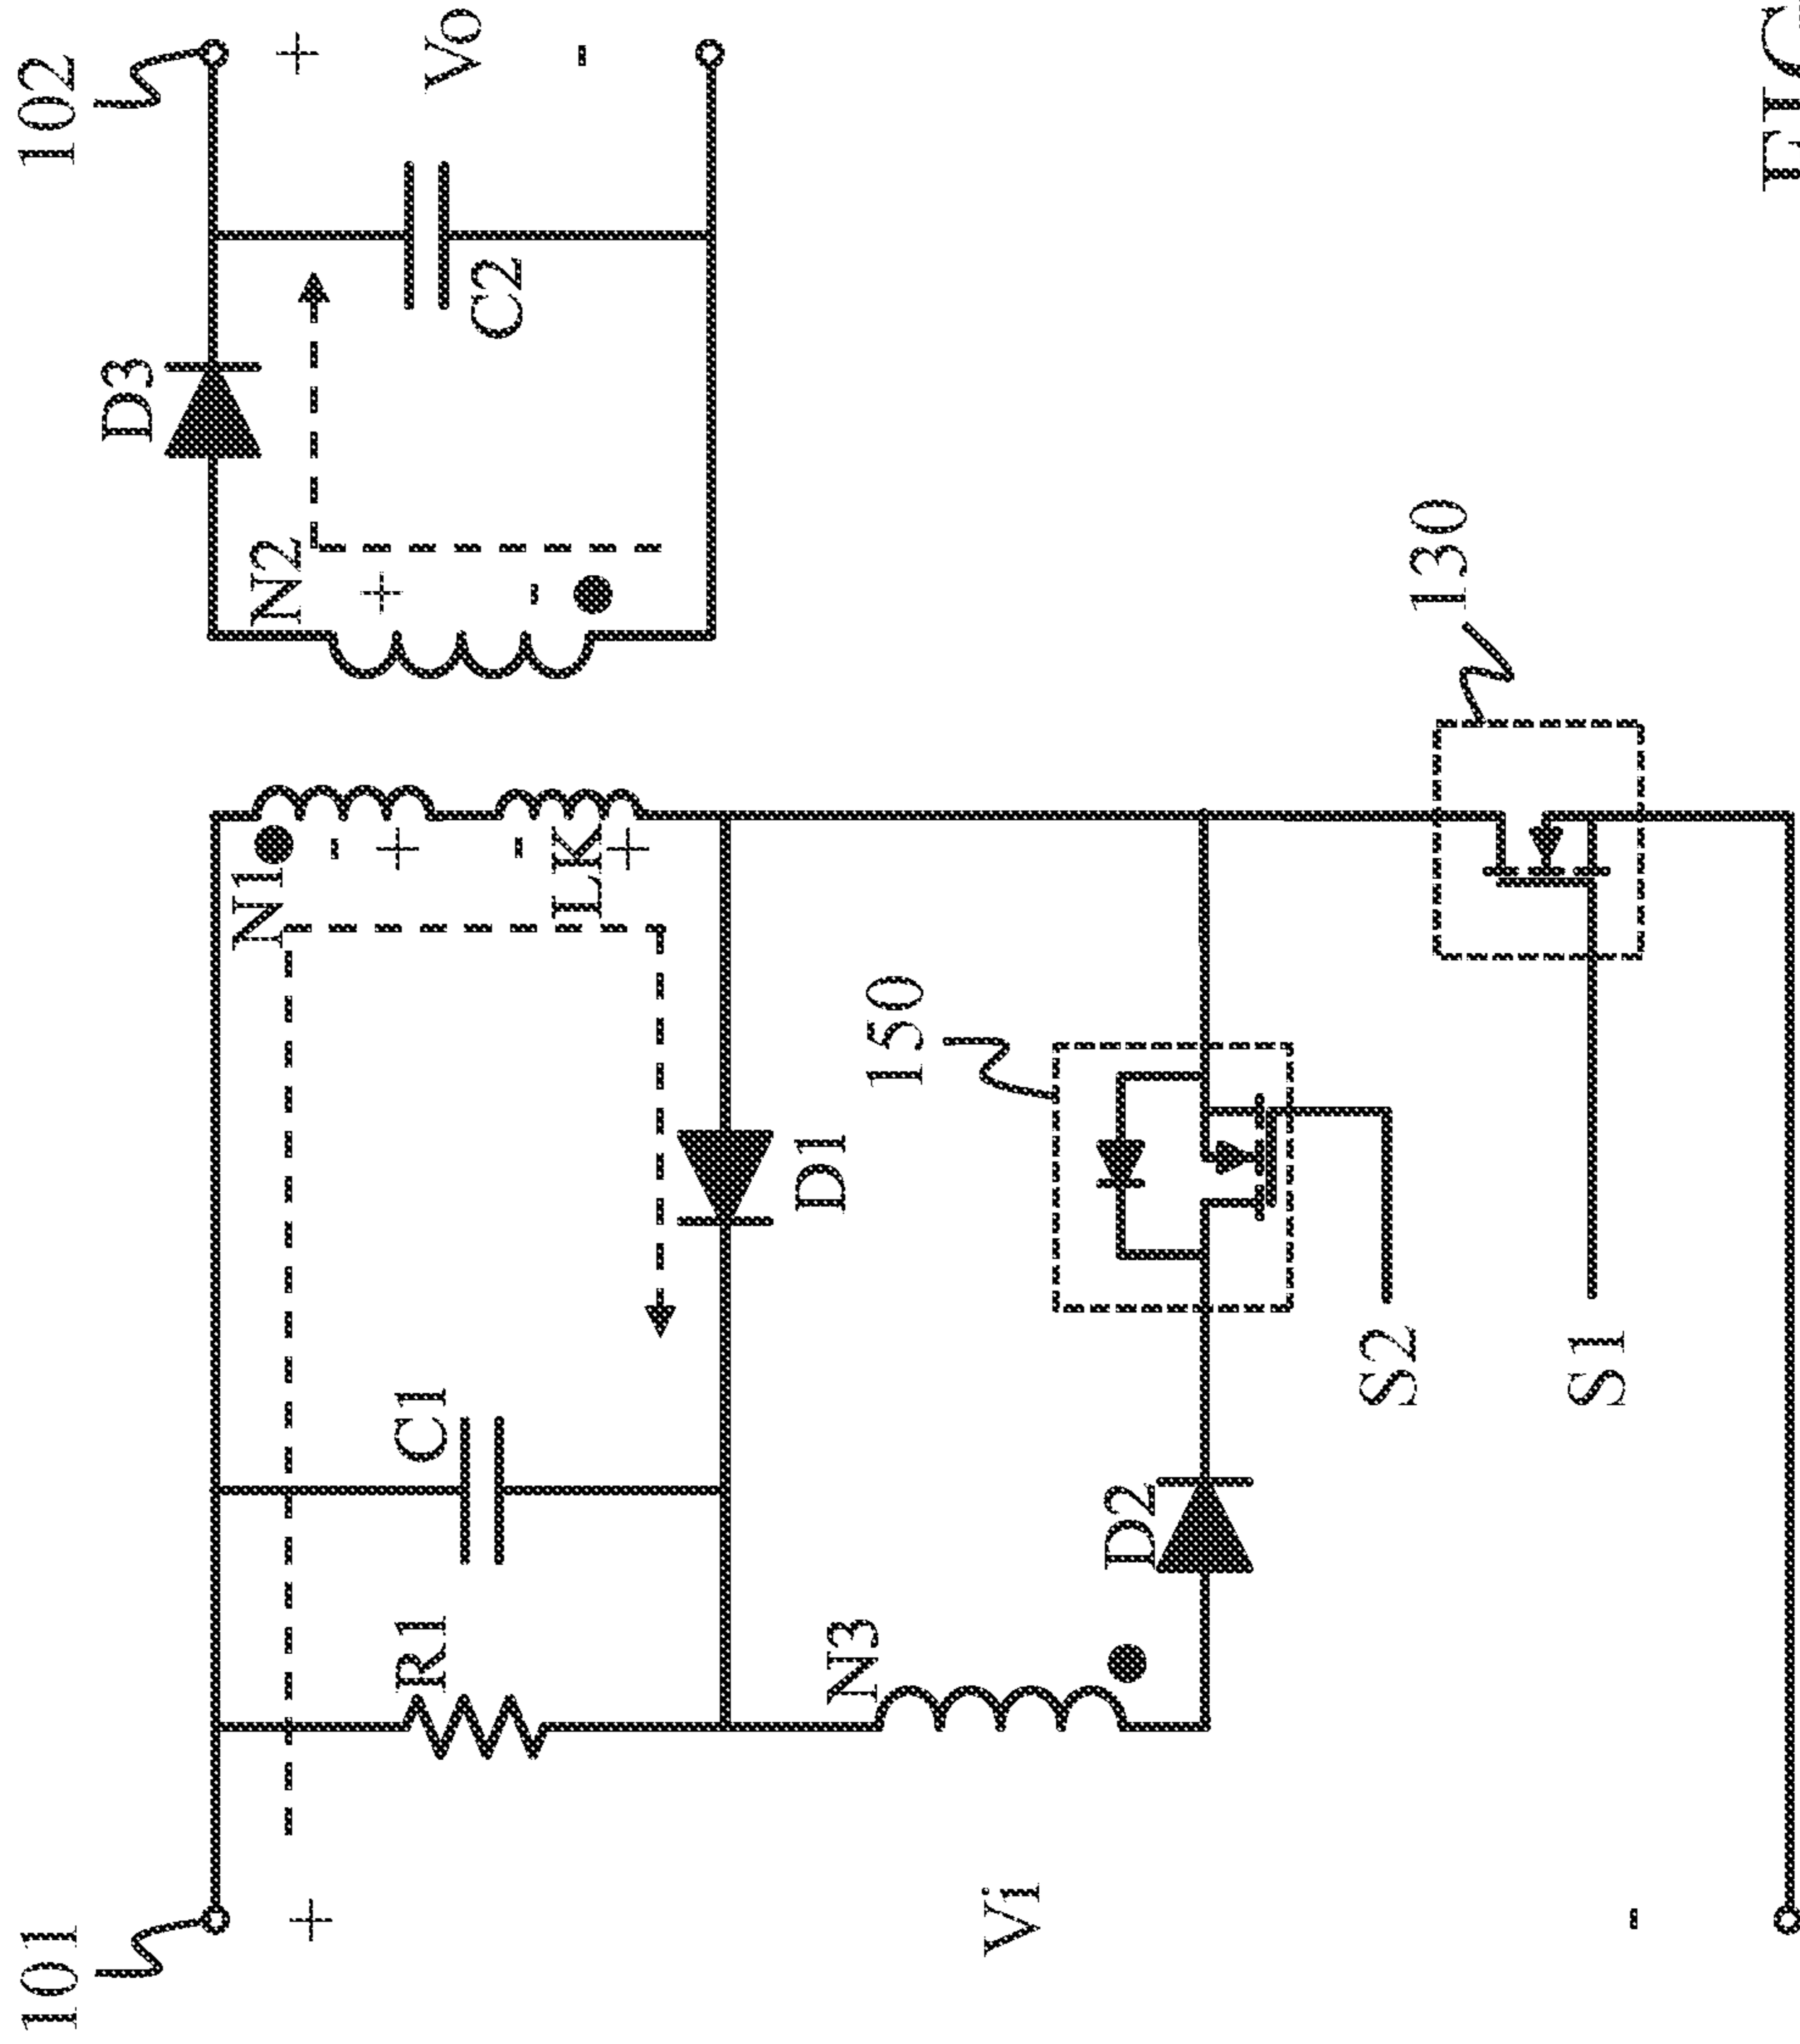 101
102
D3
N1
N2
+
+
-
+
+
R1
C1
Vo
C2
-
-
-
LK
+
D1
N3
150
Vi
D2
S2
130
S1
-